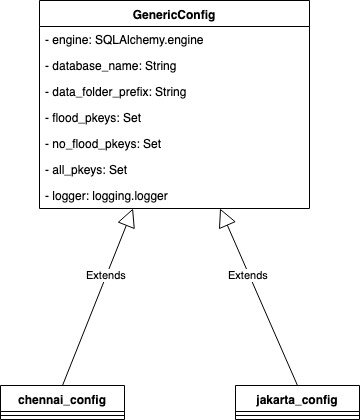 GenericConfig
- engine: SQLAlchemy.engine
- database_name: String
- data_folder_prefix: String
- flood_pkeys: Set
- no_flood_pkeys: Set
- all_pkeys: Set
- logger: logging.logger
Extends
Extends
chennai_config
jakarta_config